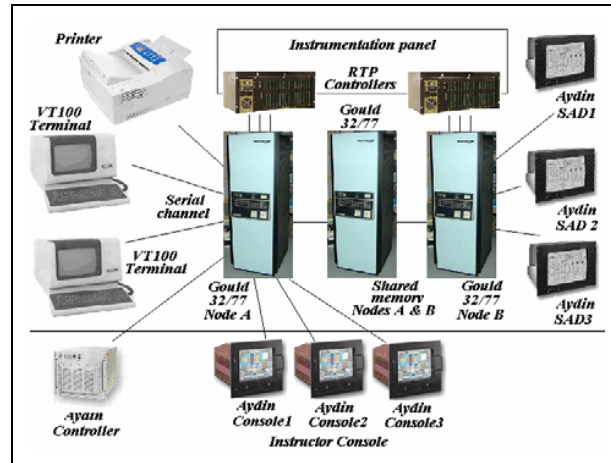 Printer
Instrumentation panel
RTP
Controllers
Gould
32/77
VT100
Terminal
Serial
channel
VT100
Terminal
Gould
32/77
Node A
Shared
memory
Nodes A & B
Gould
32/77
Node B
Aydin
SAD1
Aydin
SAD 2
Aydin
SAD3
Aydin
Controller
Aydin
Console1
Aydin
Console2
Aydin
Console3
Instructor Console